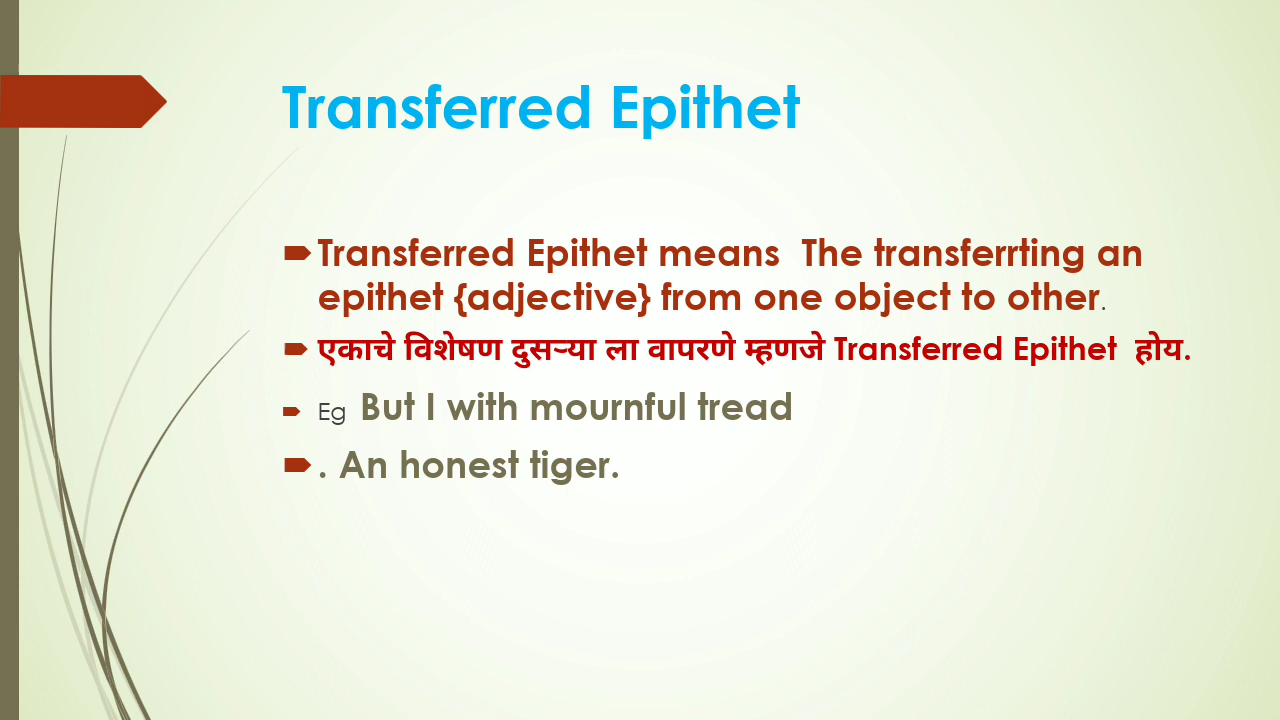 Transferred Epithet
Transferred Epithet means The transferrting an
epithet {adjective} from one object to other.
एकाचे विशेषण दुसऱ्या ला वापरणे म्हणजे Transferred Epithet होय.
Eg But I with mournful tread
. An honest tiger.